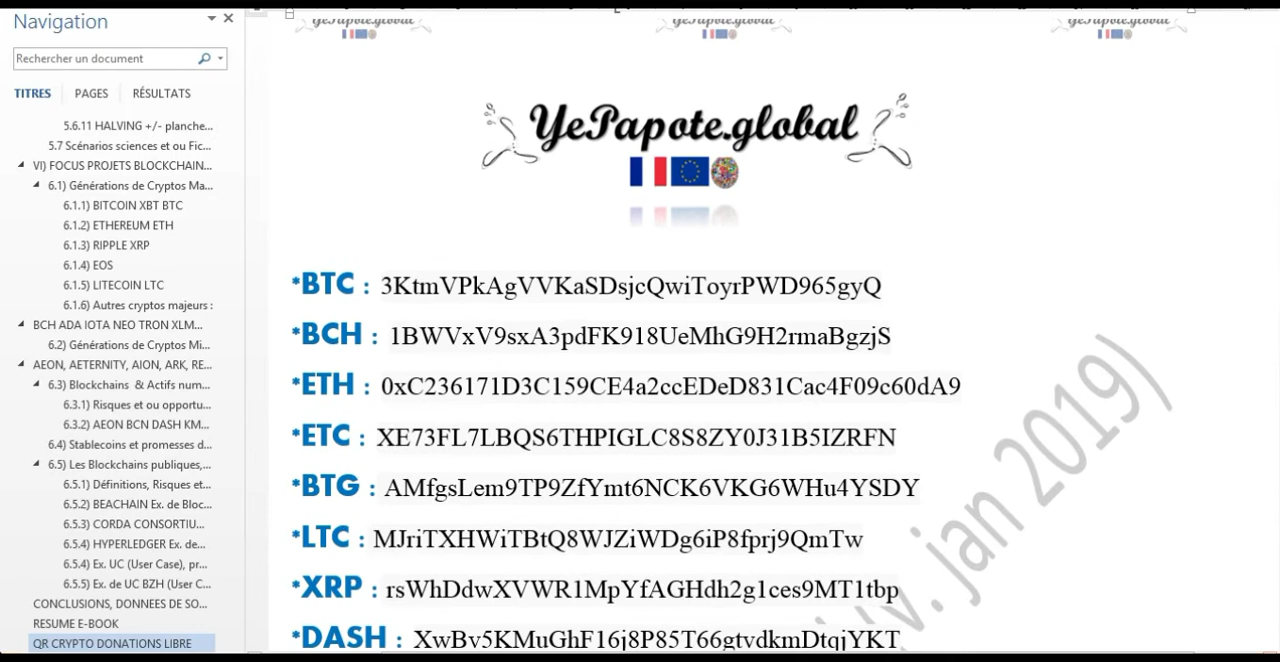 Navigation
Rechercher un document
TITRES PAGES RÉSULTATS
5.6.11 HALVING +/- planche...
5.7 Scénarios sciences et ou Fic...
VI) FOCUS PROJETS BLOCKCHAIN...
6.1) Générations de Cryptos Ma...
6.1.1) BITCOIN XBT BTC
6.1.2) ETHEREUM ETH
6.1.3) RIPPLE XRP
6.1.4) EOS
6.1.5) LITECOIN LTC
6.1.6) Autres cryptos majeurs :
BCH ADA IOTA NEO TRON XLM...
6.2) Générations de Cryptos Mi...
AEON, AETERNITY, AION, ARK, RE...
6.3) Blockchains & Actifs num...
6.3.1) Risques et ou opportu...
6.3.2) AEON BCN DASH KM...
6.4) Stablecoins et promesses d...
6.5) Les Blockchains publiques,...
6.5.1) Définitions, Risques et...
6.5.2) BEACHAIN Ex. de Bloc...
6.5.3) CORDA CONSORTIU...
6.5.4) HYPERLEDGER Ex. de...
6.5.4) Ex. UC (User Case), pr...
6.5.5) Ex. de UC BZH (User C...
CONCLUSIONS, DONNEES DE SO...
RESUME E-BOOK
QR CRYPTO DONATIONS LIBRE
YePapote.global YePapote.global YePapote.global
YePapote.global
*BTC : 3KtmVPkAgVVKaSDsjcQwiToyrPWD965gyQ
*BCH : 1BWVxV9sxA3pdFK918UeMhG9H2rmaBgzjS
*ETH : 0xC236171D3C159CE4a2ccEDeD831Cac4F09c60dA9
*ETC : XE73FL7LBQS6THPIGLC8S8ZY0J31B5IZRFN
*BTG : AMfgsLem9TP9ZfYmt6NCK6VKG6WHu4YSDY
*LTC : MJriTXHWiTBtQ8WJZiWDg6iP8fprj9QmTw
*XRP : rsWhDdwXVWR1MpYfAGHdh2g1ces9MT1tbp
*DASH : XwBv5KMuGhF16j8P85T66gtvdkmDtqjYKT
jan 2019)